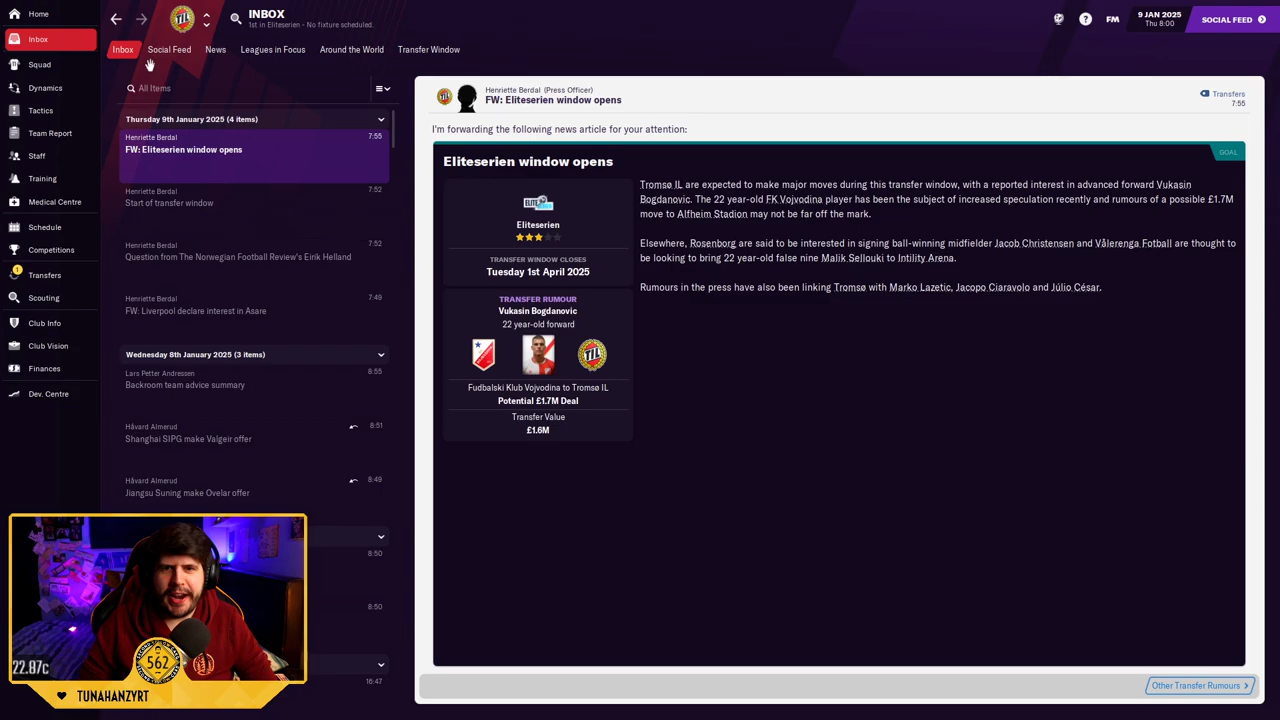 Home
Inbox
Squad
Dynamics
Tactics
Team Report
Staff
Training
Medical Centre
Schedule
Competitions
1
Transfers
Scouting
Club Info
Club Vision
Finances
Dev. Centre
TIL
INBOX
1st in Eliteserien - No fixture scheduled.
?
FM
9 JAN 2025
Thu 8:00
SOCIAL FEED
Inbox
Social Feed
News
Leagues in Focus
Around the World
Transfer Window
All Items
Thursday 9th January 2025 (4 items)
Henriette Berdal 7:55
FW: Eliteserien window opens
Henriette Berdal 7:52
Start of transfer window
Henriette Berdal 7:52
Question from The Norwegian Football Review's Eirik Helland
Henriette Berdal 7:49
FW: Liverpool declare interest in Asare
Wednesday 8th January 2025 (3 items)
Lars Petter Andressen 8:55
Backroom team advice summary
Håvard Almerud 8:51
Shanghai SIPG make Valgeir offer
Håvard Almerud 8:49
Jiangsu Suning make Ovelar offer
8:50
8:50
16:47
Henriette Berdal (Press Officer)
FW: Eliteserien window opens
Transfers
7:55
I'm forwarding the following news article for your attention:
Eliteserien window opens
GOAL
Eliteserien
TRANSFER WINDOW CLOSES
Tuesday 1st April 2025
TRANSFER RUMOUR
Vukasin Bogdanovic
22 year-old forward
TIL
Fudbalski Klub Vojvodina to Tromsø IL
Potential £1.7M Deal
Transfer Value
£1.6M
Tromsø IL are expected to make major moves during this transfer window, with a reported interest in advanced forward Vukasin
Bogdanovic. The 22 year-old FK Vojvodina player has been the subject of increased speculation recently and rumours of a possible £1.7M
move to Alfheim Stadion may not be far off the mark.
Elsewhere, Rosenborg are said to be interested in signing ball-winning midfielder Jacob Christensen and Vålerenga Fotball are thought to
be looking to bring 22 year-old false nine Malik Sellouki to Intility Arena.
Rumours in the press have also been linking Tromsø with Marko Lazetic, Jacopo Ciaravolo and Júlio César.
Other Transfer Rumours
22.87c
562
TUNAHANZYRT